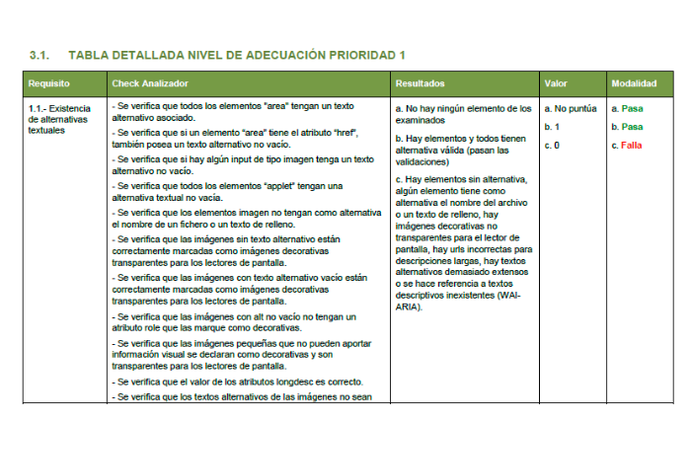 3.1. TABLA DETALLADA NIVEL DE ADECUACIÓN PRIORIDAD 1
Requisito
Check Analizador
Resultados
Valor
Modalidad
1.1.- Existencia
de alternativas
textuales
- Se verifica que todos los elementos "area" tengan un texto
alternativo asociado.
- Se verifica que si un elemento "area" tiene el atributo "href",
también posea un texto alternativo no vacío.
- Se verifica que si hay algún input de tipo imagen tenga un texto
alternativo no vacío.
- Se verifica que todos los elementos "applet" tengan una
alternativa textual no vacía.
- Se verifica que los elementos imagen no tengan como alternativa
el nombre de un fichero o un texto de relleno.
- Se verifica que las imágenes sin texto alternativo están
correctamente marcadas como imágenes decorativas
transparentes para los lectores de pantalla.
- Se verifica que las imágenes con texto alternativo vacío están
correctamente marcadas como imágenes decorativas
transparentes para los lectores de pantalla.
- Se verifica que las imágenes con alt no vacío no tengan un
atributo role que las marque como decorativas.
- Se verifica que las imágenes pequeñas que no pueden aportar
información visual se declaran como decorativas y son
transparentes para los lectores de pantalla.
- Se verifica que el valor de los atributos longdesc es correcto.
- Se verifica que los textos alternativos de las imágenes no sean
a. No hay ningún elemento de los
examinados
b. Hay elementos y todos tienen
alternativa válida (pasan las
validaciones)
c. Hay elementos sin alternativa,
algún elemento tiene como
alternativa el nombre del archivo
o un texto de relleno, hay
imágenes decorativas no
transparentes para el lector de
pantalla, hay urls incorrectas para
descripciones largas, hay textos
alternativos demasiado extensos
o se hace referencia a textos
descriptivos inexistentes (WAI-
ARIA).
a. No puntúa
b. 1
c. 0
a. Pasa
b. Pasa
c. Falla